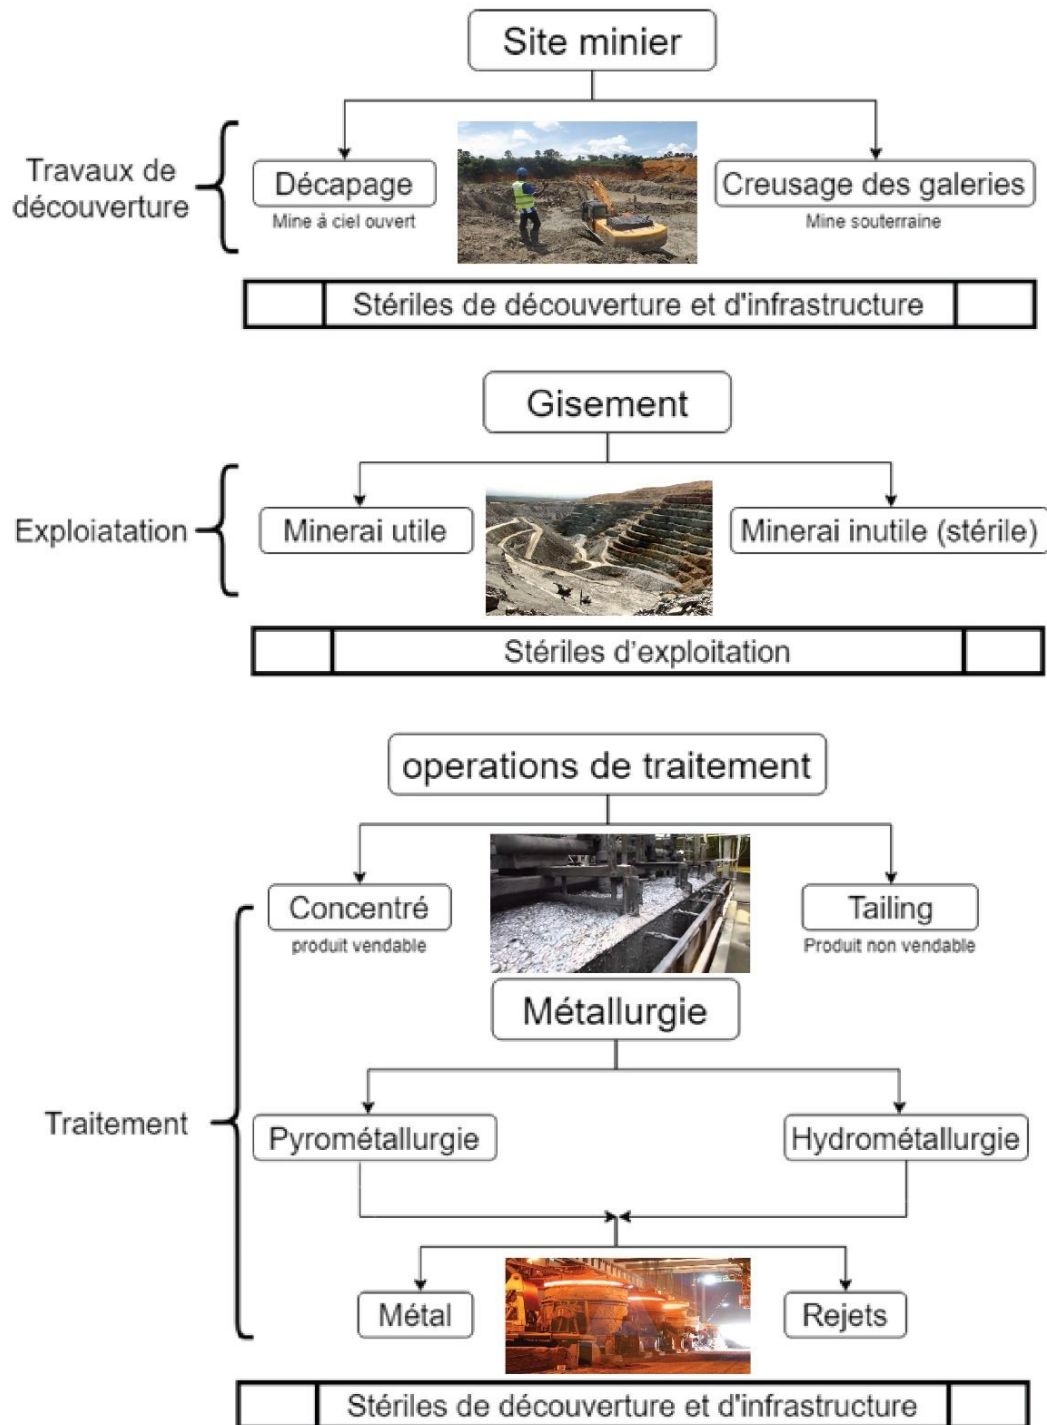 Site minier
Travaux de
découverture
Décapage
Mine à ciel ouvert
Creusage des galeries
Mine souterraine
Stériles de découverture et d'infrastructure
Gisement
Exploiatation
Minerai utile
Minerai inutile (stérile)
Stériles d’exploitation
operations de traitement
Concentré
produit vendable
Tailing
Produit non vendable
Métallurgie
Traitement
Pyrométallurgie
Hydrométallurgie
Métal
Rejets
Stériles de découverture et d'infrastructure